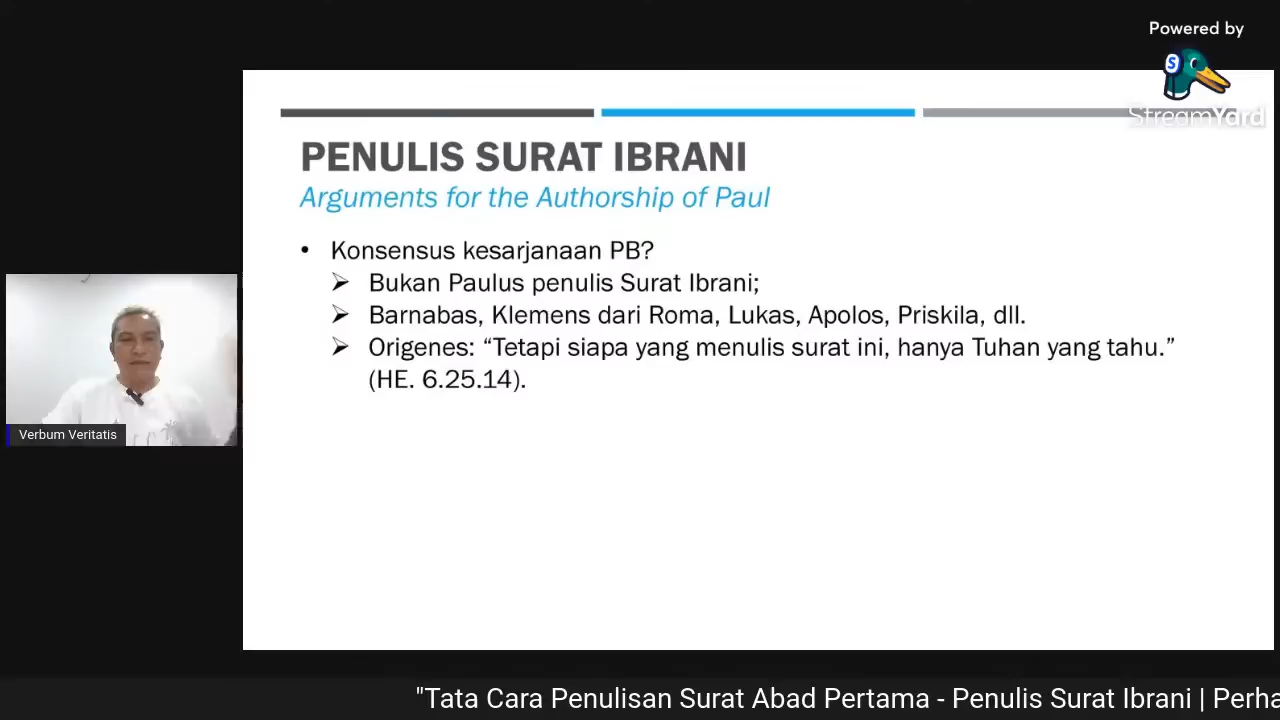 Powered by
StreamYard
PENULIS SURAT IBRANI
Arguments for the Authorship of Paul
• Konsensus kesarjanaan PB?
➢ Bukan Paulus penulis Surat Ibrani;
➢ Barnabas, Klemens dari Roma, Lukas, Apolos, Priskila, dll.
➢ Origenes: “Tetapi siapa yang menulis surat ini, hanya Tuhan yang tahu.”
(HE. 6.25.14).
Verbum Veritatis
"Tata Cara Penulisan Surat Abad Pertama - Penulis Surat Ibrani | Perha